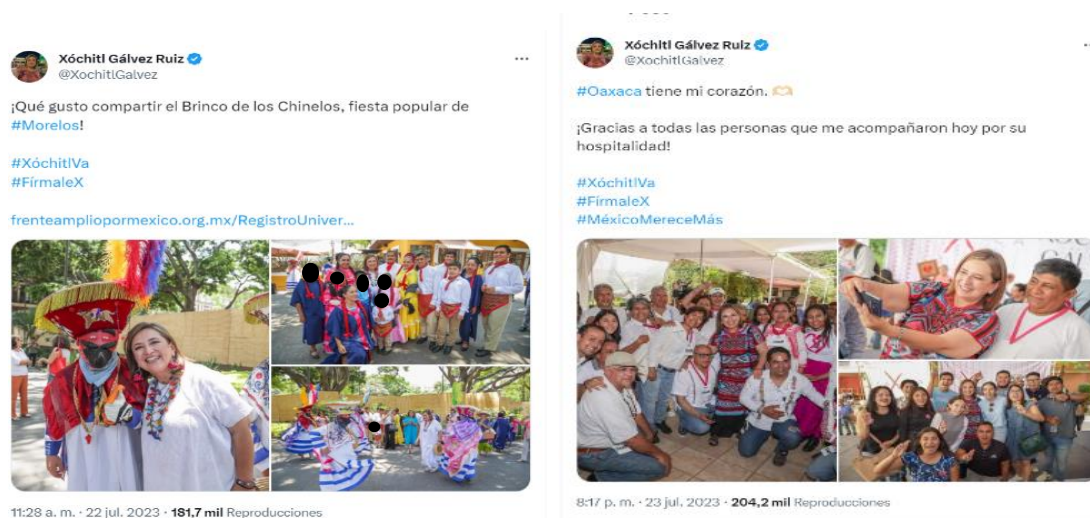 Xóchitl Gálvez Ruiz
@XochitlGalvez
¡Qué gusto compartir el Brinco de los Chinelos, fiesta popular de
#Morelos!
#XóchitlVa
#FírmaleX
frenteampliopormexico.org.mx/RegistroUniver...
11:28 a. m. · 22 jul. 2023 · 181,7 mil Reproducciones
Xóchitl Gálvez Ruiz
@XochitlGalvez
#Oaxaca tiene mi corazón. 🫶🏻
¡Gracias a todas las personas que me acompañaron hoy por su
hospitalidad!
#XóchitlVa
#FírmaleX
#MéxicoMereceMás
8:17 p. m. · 23 jul. 2023 · 204,2 mil Reproducciones